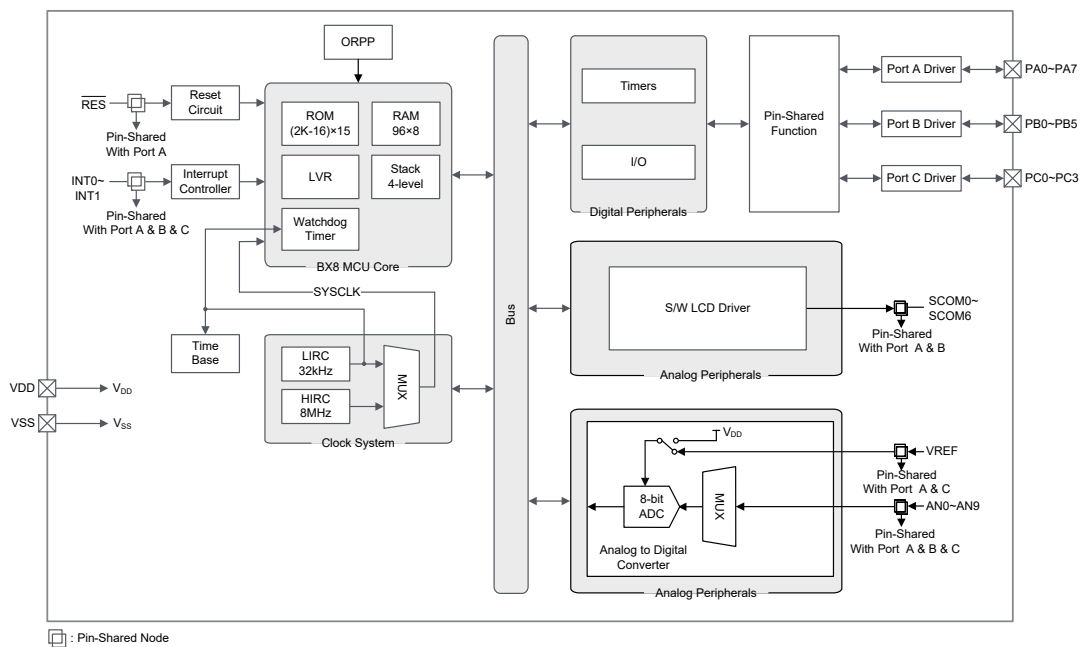 ORPP
RES
Reset
Circuit
Pin-Shared
With Port A
INT0~
INT1
Interrupt
Controller
Pin-Shared
With Port A & B & C
ROM
(2K-16)×15
RAM
96×8
LVR
Stack
4-level
Watchdog
Timer
BX8 MCU Core
SYSCLK
Time
Base
LIRC
32kHz
HIRC
8MHz
MUX
Clock System
VDD
VDD
VSS
VSS
Bus
Timers
I/O
Digital Peripherals
Pin-Shared
Function
Port A Driver
PA0~PA7
Port B Driver
PB0~PB5
Port C Driver
PC0~PC3
S/W LCD Driver
SCOM0~
SCOM6
Pin-Shared
With Port A & B
Analog Peripherals
VDD
VREF
Pin-Shared
With Port A & C
8-bit
ADC
MUX
AN0~AN9
Pin-Shared
With Port A & B & C
Analog to Digital
Converter
Analog Peripherals
: Pin-Shared Node